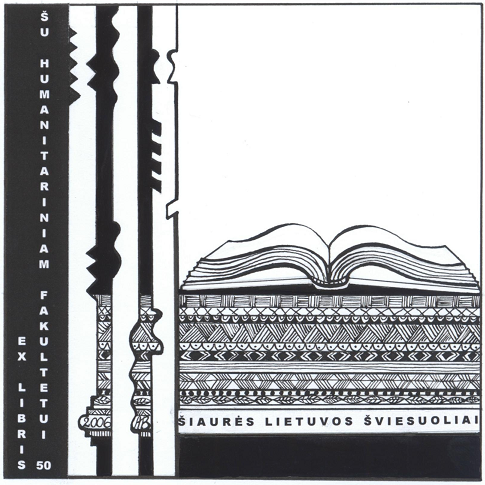 ŠU HUMANITARINIAM FAKULTETUI 50
EX LIBRIS
2006
ŠIAURĖS LIETUVOS ŠVIESUOLIAI